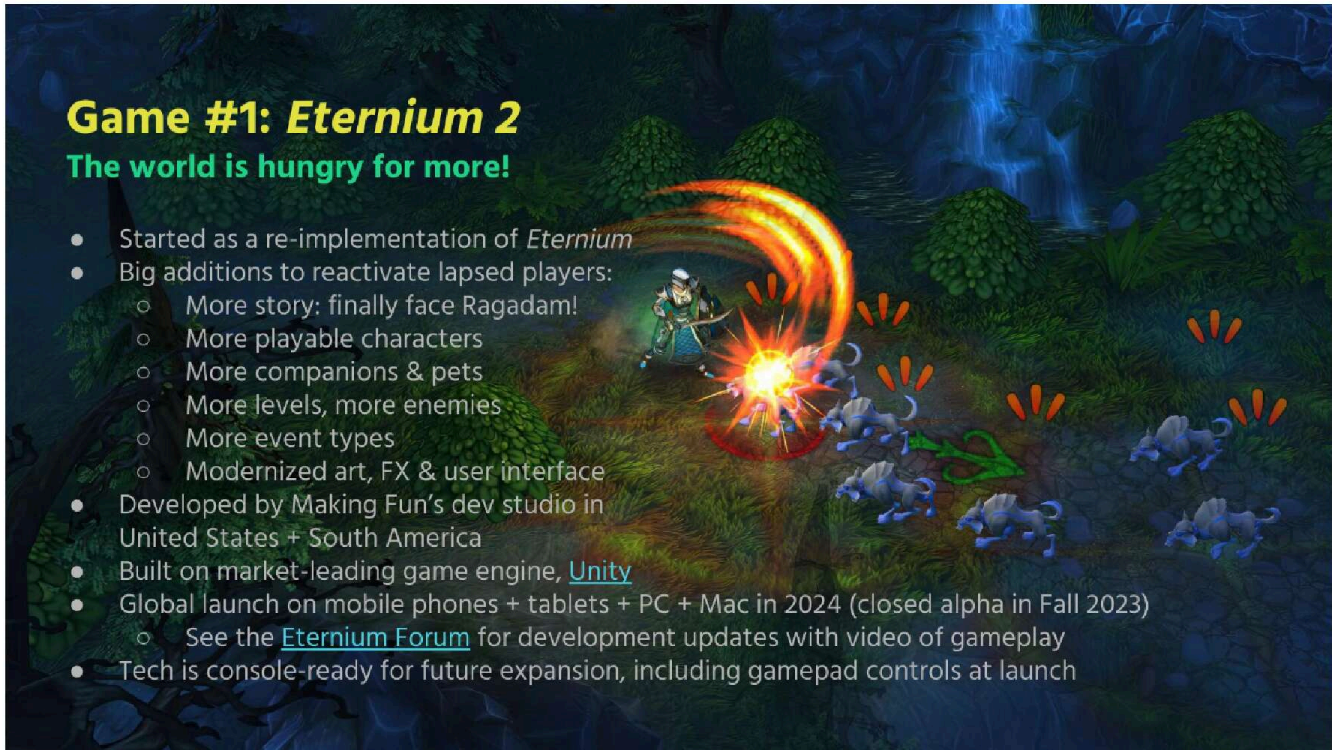 Game #1: Eternium 2
The world is hungry for more!
● Started as a re-implementation of Eternium
● Big additions to reactivate lapsed players:
○ More story: finally face Ragadam!
○ More playable characters
○ More companions & pets
○ More levels, more enemies
○ More event types
○ Modernized art, FX & user interface
● Developed by Making Fun’s dev studio in
United States + South America
● Built on market-leading game engine, Unity
● Global launch on mobile phones + tablets + PC + Mac in 2024 (closed alpha in Fall 2023)
○ See the Eternium Forum for development updates with video of gameplay
● Tech is console-ready for future expansion, including gamepad controls at launch